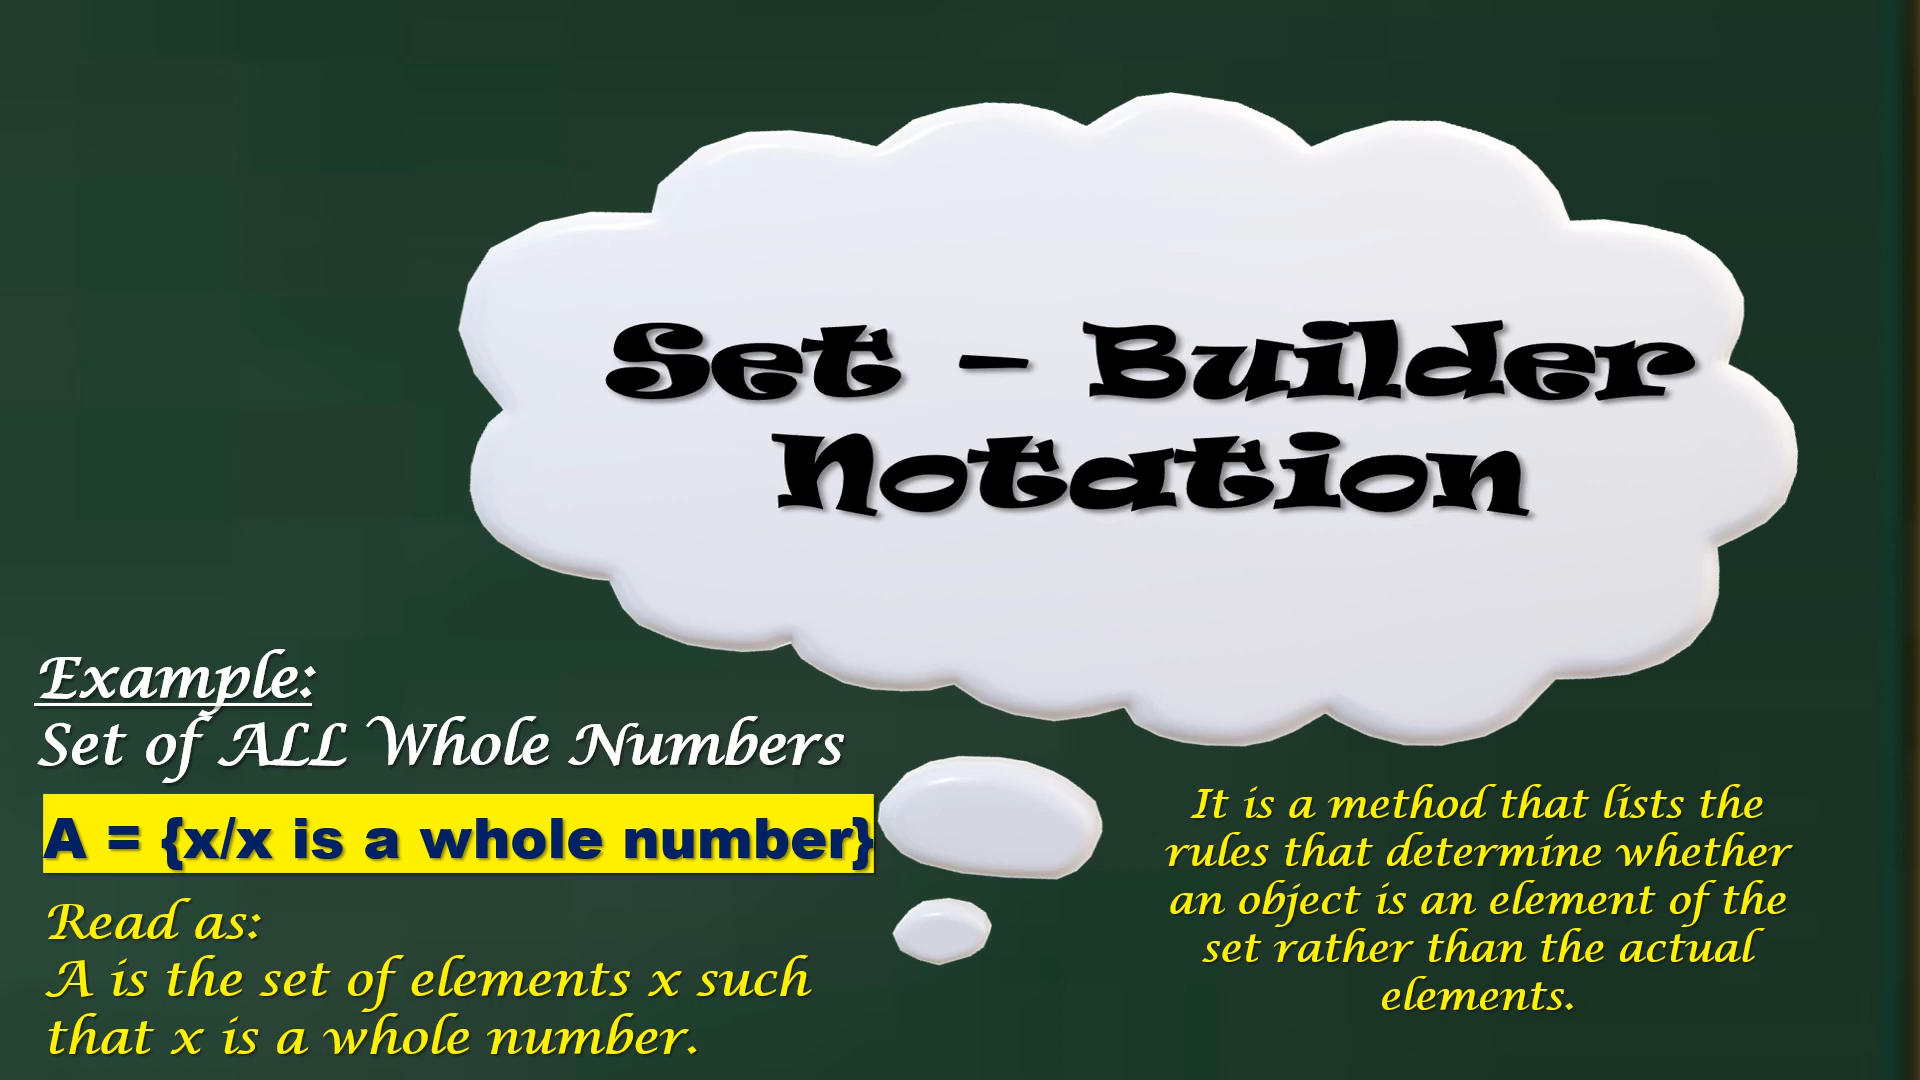 Set – Builder
Notation
Example:
Set of ALL Whole Numbers
A = {x/x is a whole number}
Read as:
A is the set of elements x such
that x is a whole number.
It is a method that lists the
rules that determine whether
an object is an element of the
set rather than the actual
elements.